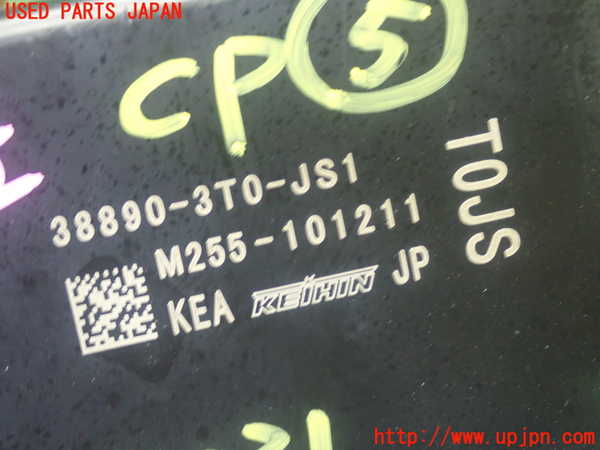 USED PARTS JAPAN
CP⑤
38890-3T0-JS1
M255-101211
KEA KEIHIN JP
T0JS
http://www.upjpn.com/